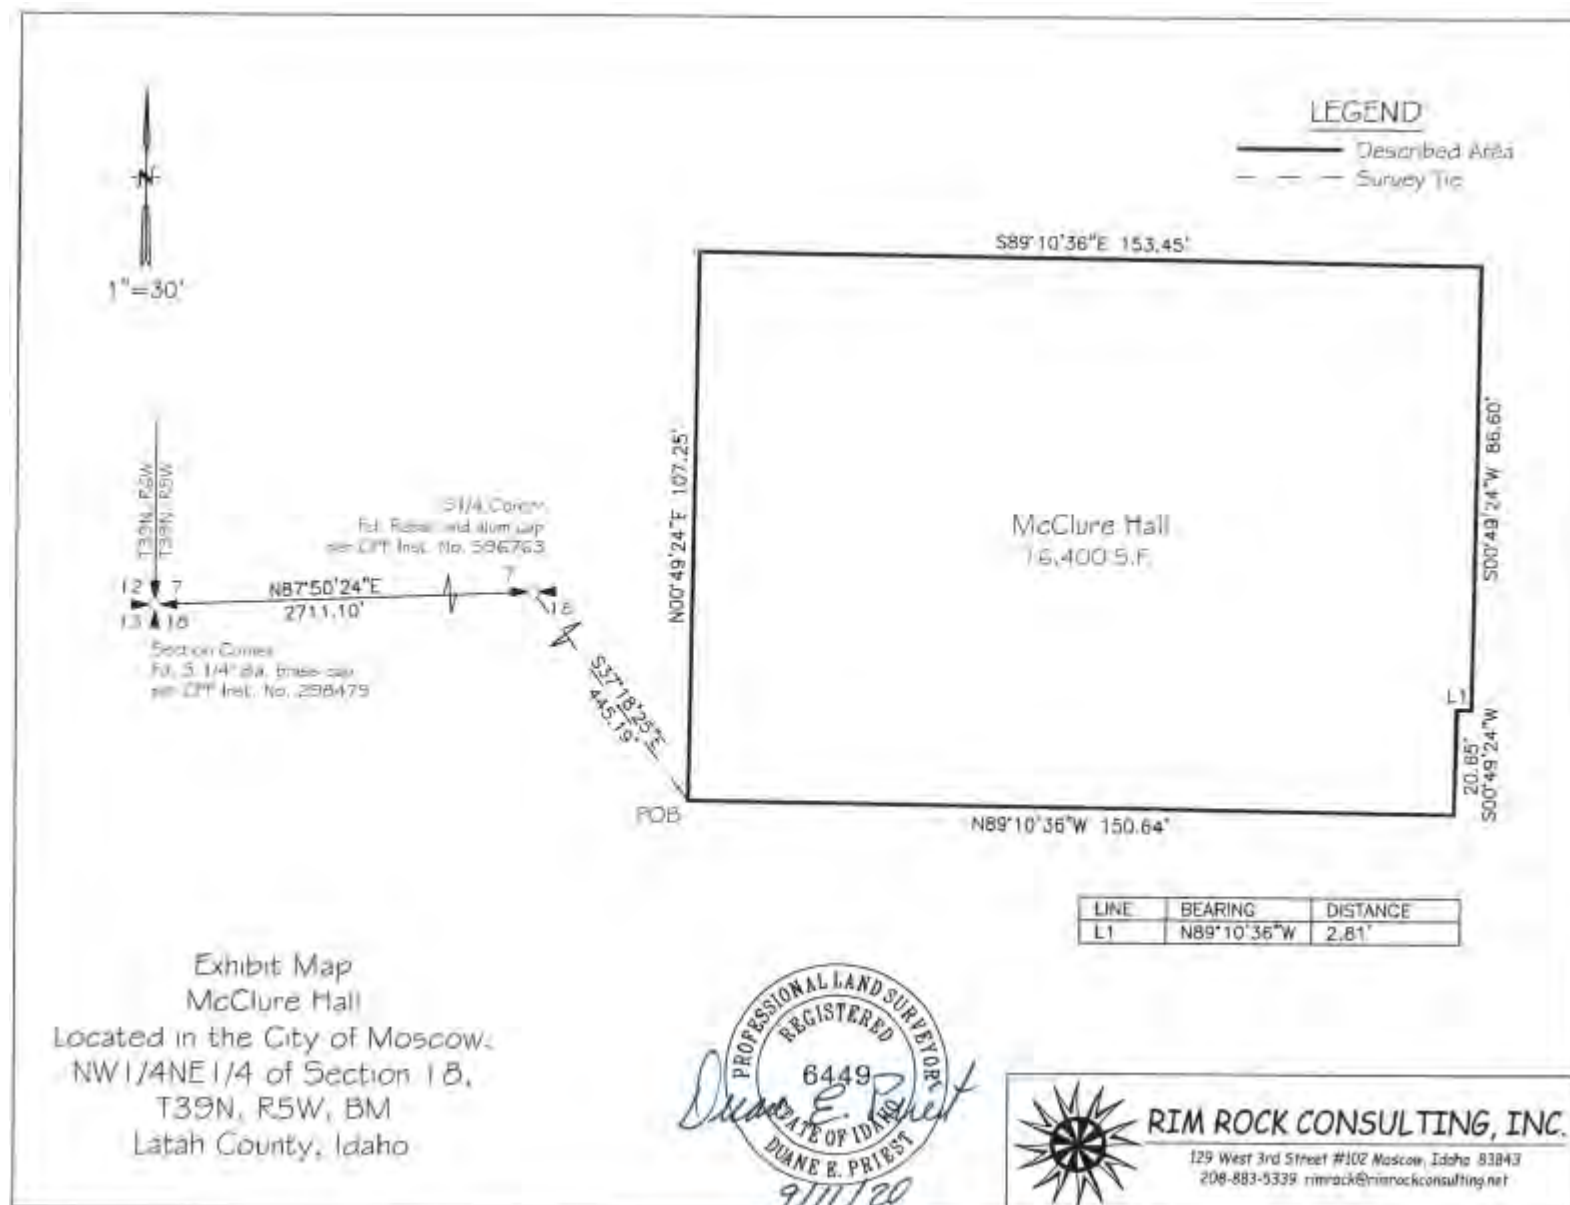 N
1"=30'
LEGEND
Described Area
Survey Tie
S89°10'36"E 153.45'
N00°49'24"E 107.25'
McClure Hall
16,400 S.F.
S00°49'24"W 86.60'
L1
20.65'
S00°49'24"W
N89°10'36"W 150.64'
POB
S37°18'25"E
445.19'
T39N, R6W
T39N, R5W
12 7
13 18
N87°50'24"E
2711.10'
7
18
1/4 Corner
Fd. Rebar and alum cap
per CPF Inst. No. 596763
Section Corner
Fd. 3 1/4" dia. brass cap
per CPF Inst. No. 298479
LINE BEARING DISTANCE
L1 N89°10'36"W 2.81'
Exhibit Map
McClure Hall
Located in the City of Moscow,
NW1/4NE1/4 of Section 18,
T39N, R5W, BM
Latah County, Idaho
PROFESSIONAL LAND SURVEYOR
REGISTERED
6449
STATE OF IDAHO
DUANE E. PRIEST
Duane E. Priest
9/11/20
RIM ROCK CONSULTING, INC.
129 West 3rd Street #102 Moscow, Idaho 83843
208-883-5339 rimrock@rimrockconsulting.net